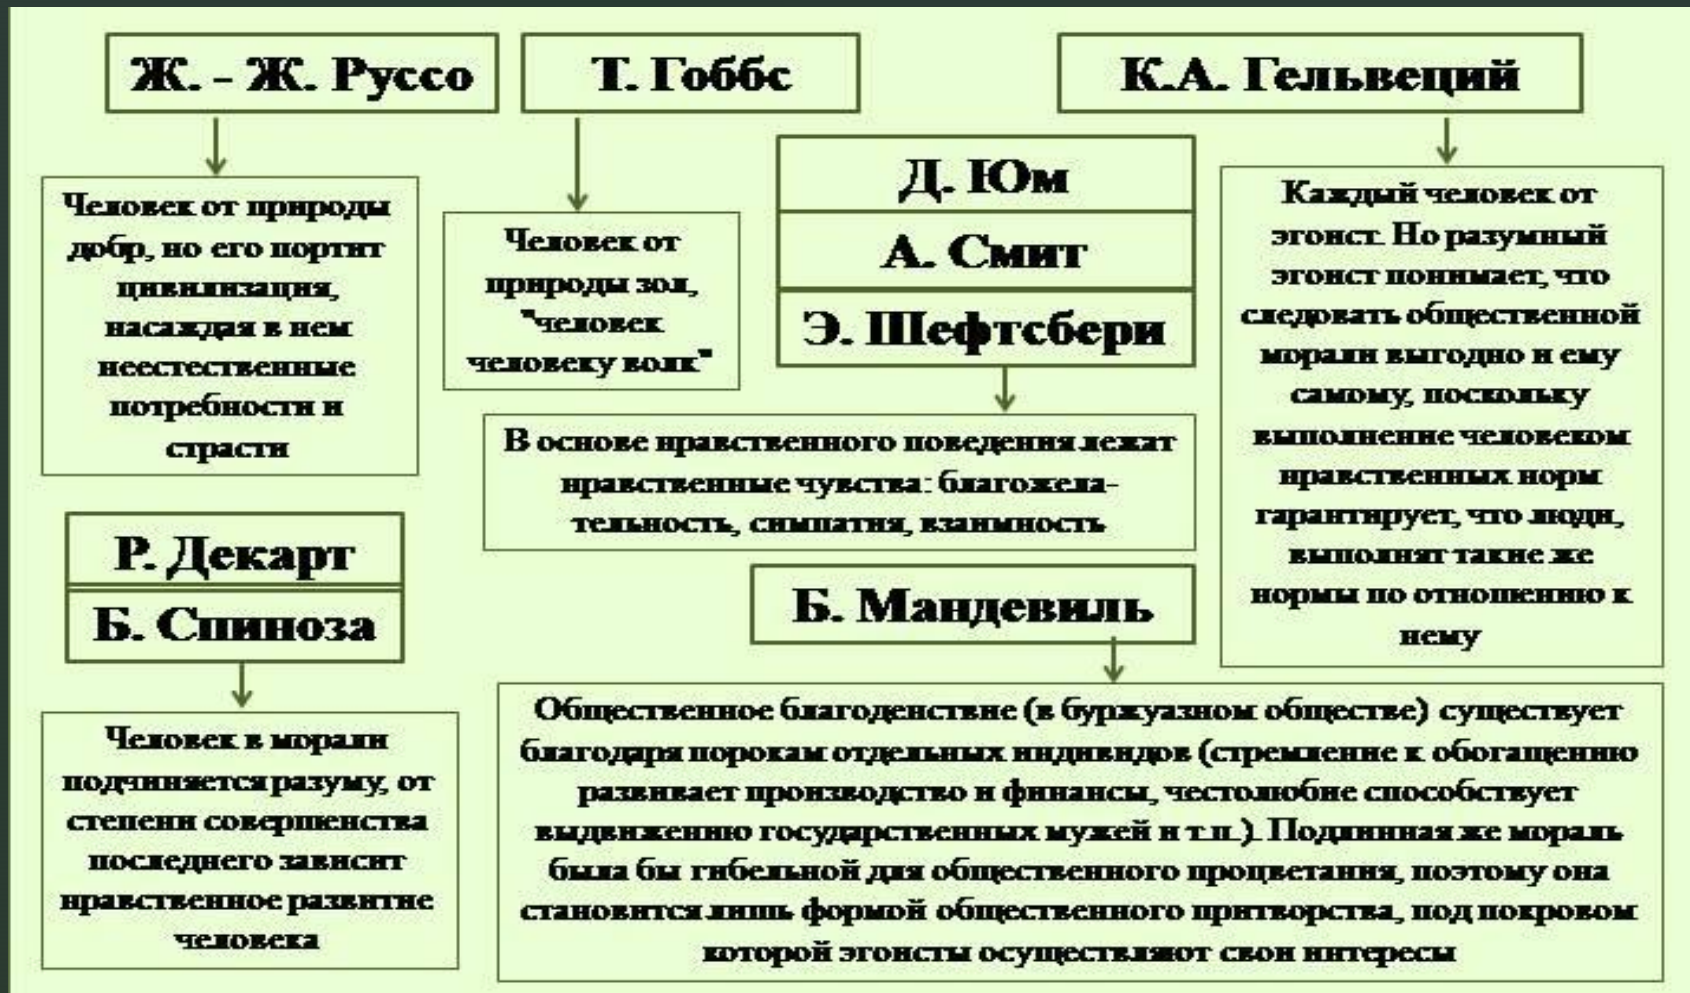 Ж. - Ж. Руссо
Человек от природы
добр, но его портит
цивилизация,
насаждая в нем
неестественные
потребности и
страсти
Т. Гоббс
Человек от
природы зол,
"человек
человеку волк"
Д. Юм
А. Смит
Э. Шефтсбери
В основе нравственного поведения лежат
нравственные чувства: благожела-
тельность, симпатия, взаимность
К.А. Гельвеций
Каждый человек от
эгоист. Но разумный
эгоист понимает, что
следовать общественной
морали выгодно и ему
самому, поскольку
выполнение человеком
нравственных норм
гарантирует, что люди,
выполнят такие же
нормы по отношению к
нему
Р. Декарт
Б. Спиноза
Человек в морали
подчиняется разуму, от
степени совершенства
последнего зависит
нравственное развитие
человека
Б. Мандевиль
Общественное благоденствие (в буржуазном обществе) существует
благодаря порокам отдельных индивидов (стремление к обогащению
развивает производство и финансы, честолюбие способствует
выдвижению государственных мужей и т.п.). Подлинная же мораль
была бы гибельной для общественного процветания, поэтому она
становится лишь формой общественного притворства, под покровом
которой эгоисты осуществляют свои интересы